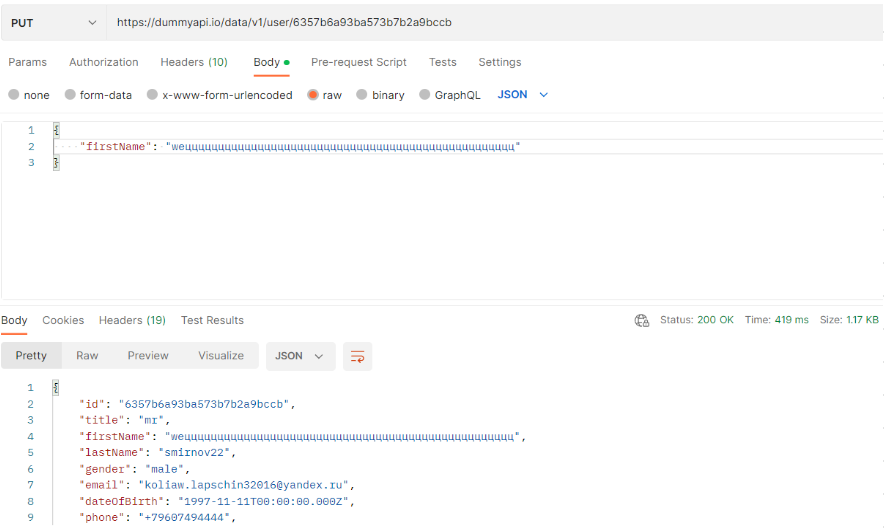 PUT https://dummyapi.io/data/v1/user/6357b6a93ba573b7b2a9bccb
Params Authorization Headers (10) Body Pre-request Script Tests Settings
none form-data x-www-form-urlencoded raw binary GraphQL JSON
1 {
2 "firstName": "weцццццццццццццццццццццццццццццццццццццццццццццццццц"
3 }
Body Cookies Headers (19) Test Results Status: 200 OK Time: 419 ms Size: 1.17 KB
Pretty Raw Preview Visualize JSON
1 {
2 "id": "6357b6a93ba573b7b2a9bccb",
3 "title": "mr",
4 "firstName": "weцццццццццццццццццццццццццццццццццццццццццццццццццц",
5 "lastName": "smirnov22",
6 "gender": "male",
7 "email": "koliaw.lapschin32016@yandex.ru",
8 "dateOfBirth": "1997-11-11T00:00:00.000Z",
9 "phone": "+79607494444",